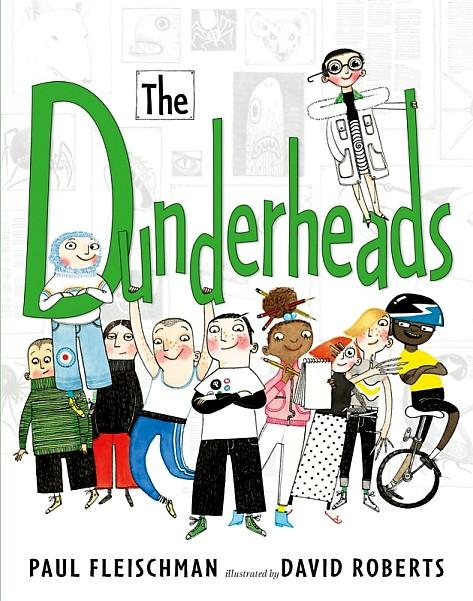 The
Dunderheads
PAUL FLEISCHMAN illustrated by DAVID ROBERTS